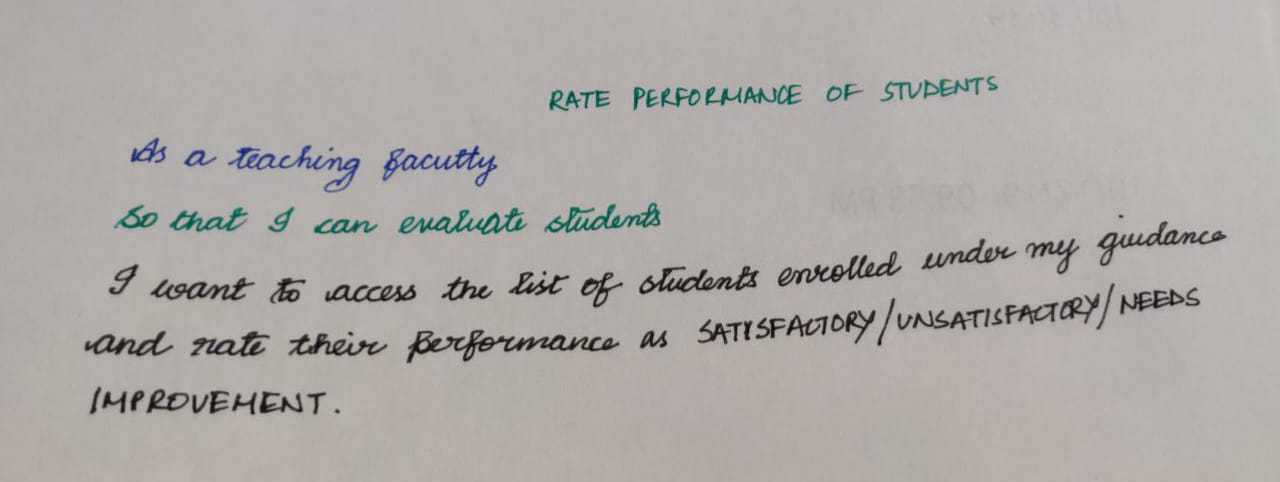 RATE PERFORMANCE OF STUDENTS
As a teaching faculty
So that I can evaluate students
I want to access the list of students enrolled under my guidance
and rate their performance as SATISFACTORY/UNSATISFACTORY/NEEDS
IMPROVEMENT.